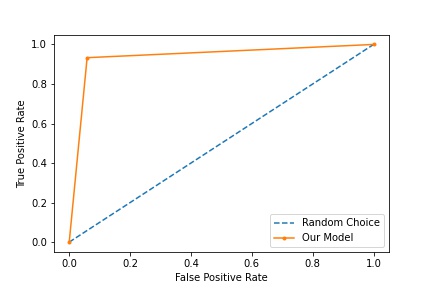 1.0
0.8
0.6
0.4
0.2
0.0
True Positive Rate
0.0 0.2 0.4 0.6 0.8 1.0
False Positive Rate
Random Choice
Our Model